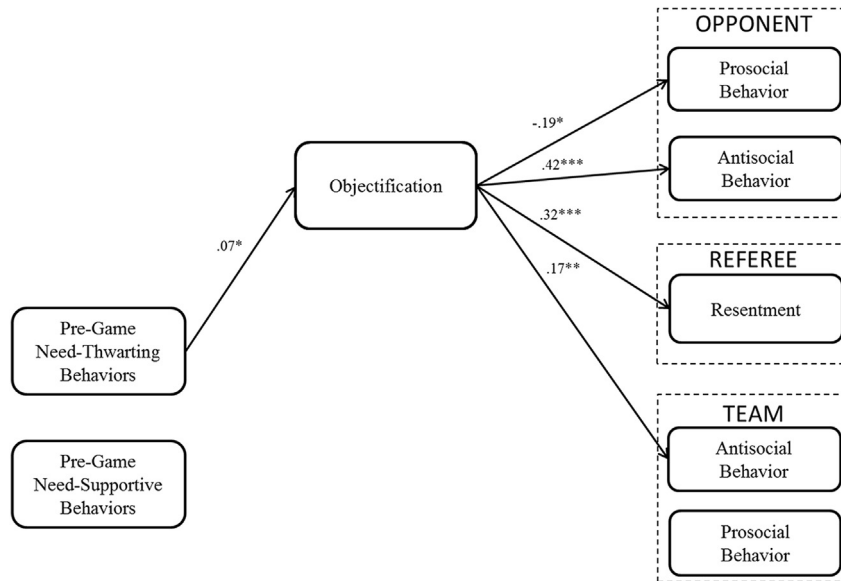 OPPONENT
Prosocial
Behavior
-.19*
Antisocial
Behavior
.42***
Objectification
.32***
.17**
.07*
REFEREE
Resentment
Pre-Game
Need-Thwarting
Behaviors
TEAM
Antisocial
Behavior
Pre-Game
Need-Supportive
Behaviors
Prosocial
Behavior